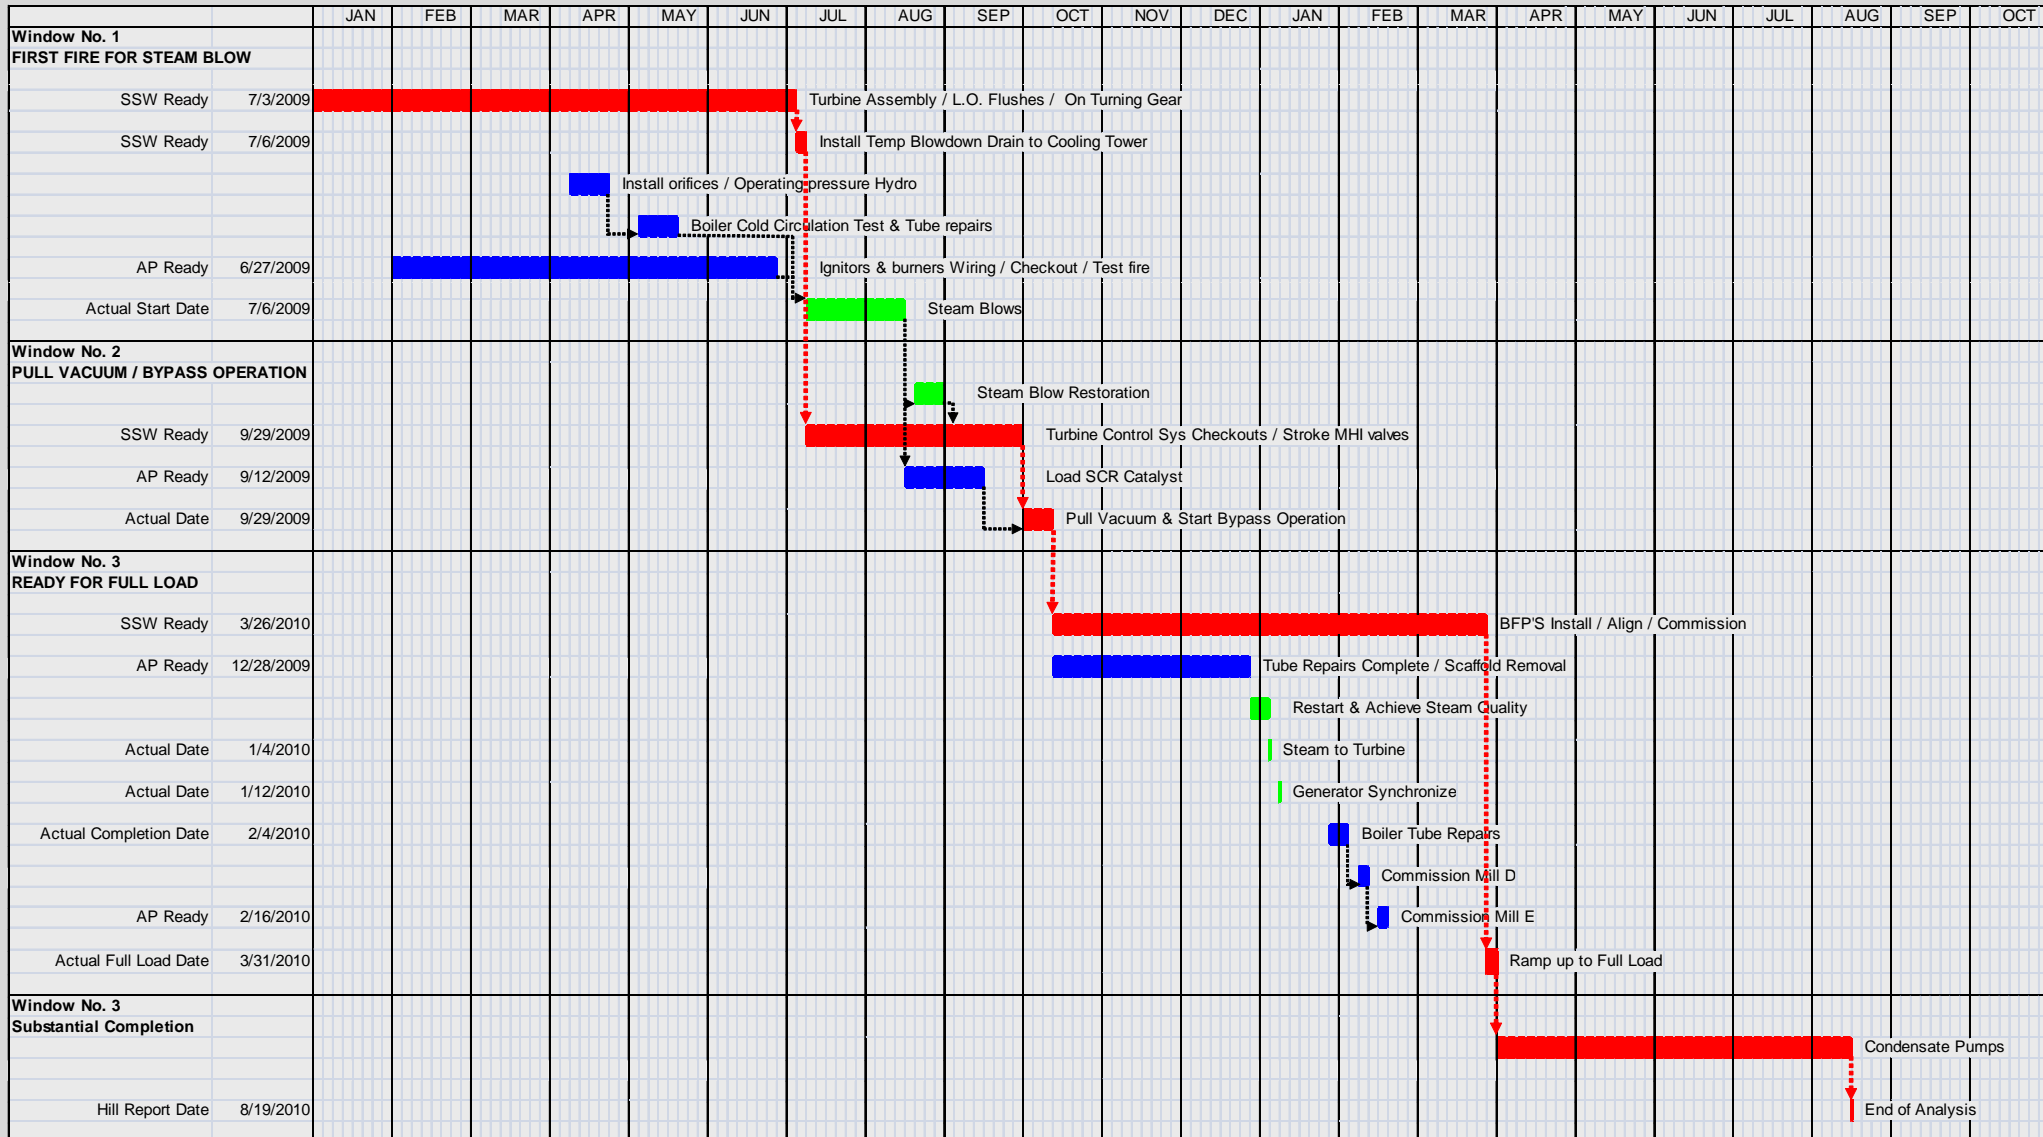 JAN FEB MAR APR MAY JUN JUL AUG SEP OCT NOV DEC JAN FEB MAR APR MAY JUN JUL AUG SEP OCT
Window No. 1
FIRST FIRE FOR STEAM BLOW
SSW Ready 7/3/2009 Turbine Assembly / L.O. Flushes / On Turning Gear
SSW Ready 7/6/2009 Install Temp Blowdown Drain to Cooling Tower
Install orifices / Operating pressure Hydro
Boiler Cold Circulation Test & Tube repairs
AP Ready 6/27/2009 Ignitors & burners Wiring / Checkout / Test fire
Actual Start Date 7/6/2009 Steam Blows
Window No. 2
PULL VACUUM / BYPASS OPERATION
Steam Blow Restoration
SSW Ready 9/29/2009 Turbine Control Sys Checkouts / Stroke MHI valves
AP Ready 9/12/2009 Load SCR Catalyst
Actual Date 9/29/2009 Pull Vacuum & Start Bypass Operation
Window No. 3
READY FOR FULL LOAD
SSW Ready 3/26/2010 BFP'S Install / Align / Commission
AP Ready 12/28/2009 Tube Repairs Complete / Scaffold Removal
Restart & Achieve Steam Quality
Actual Date 1/4/2010 Steam to Turbine
Actual Date 1/12/2010 Generator Synchronize
Actual Completion Date 2/4/2010 Boiler Tube Repairs
Commission Mill D
AP Ready 2/16/2010 Commission Mill E
Actual Full Load Date 3/31/2010 Ramp up to Full Load
Window No. 3
Substantial Completion
Condensate Pumps
Hill Report Date 8/19/2010 End of Analysis